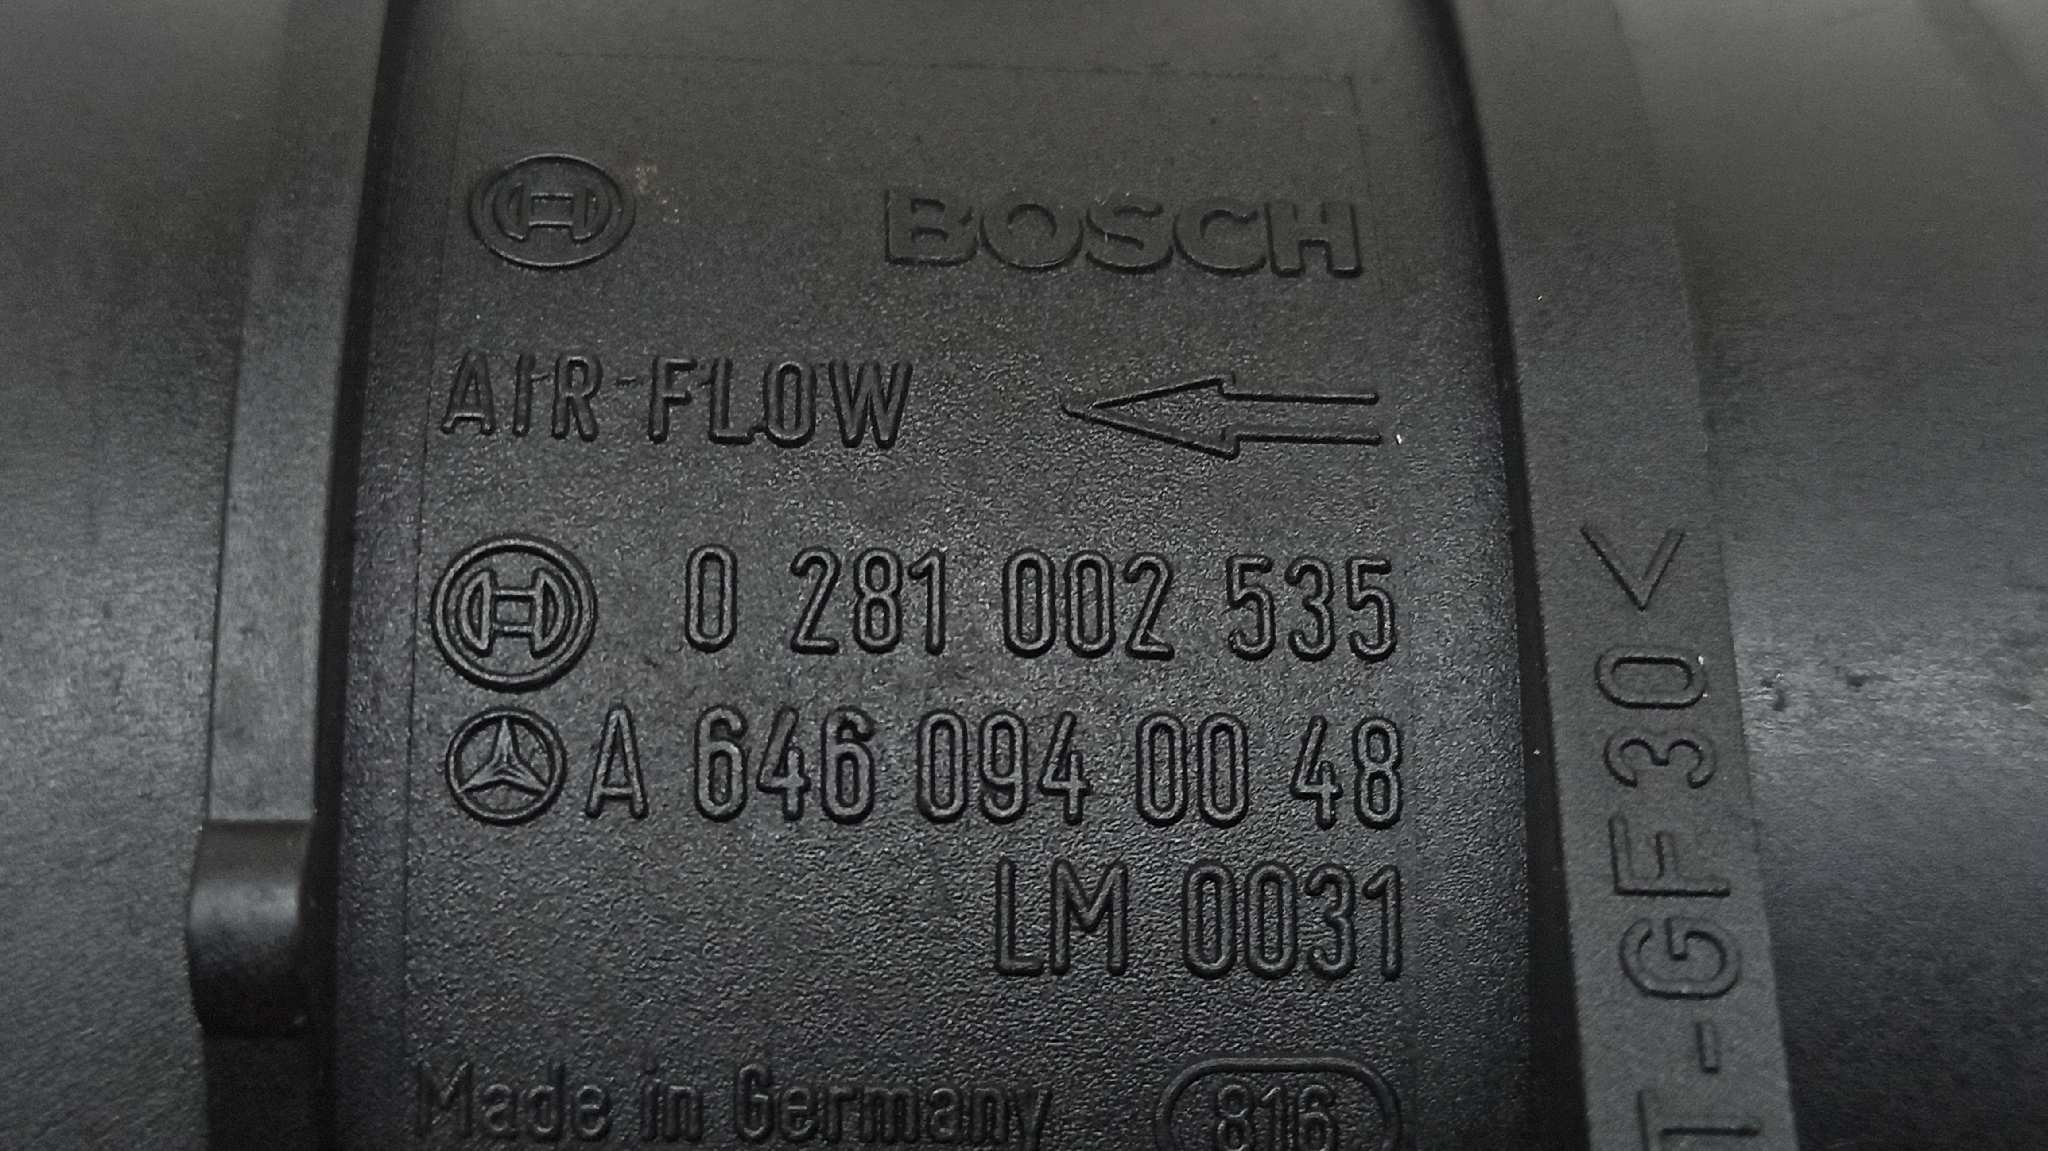 BOSCH
AIR FLOW
0 281 002 535
A 646 094 00 48
LM 0031
Made in Germany 816
T-GF30<